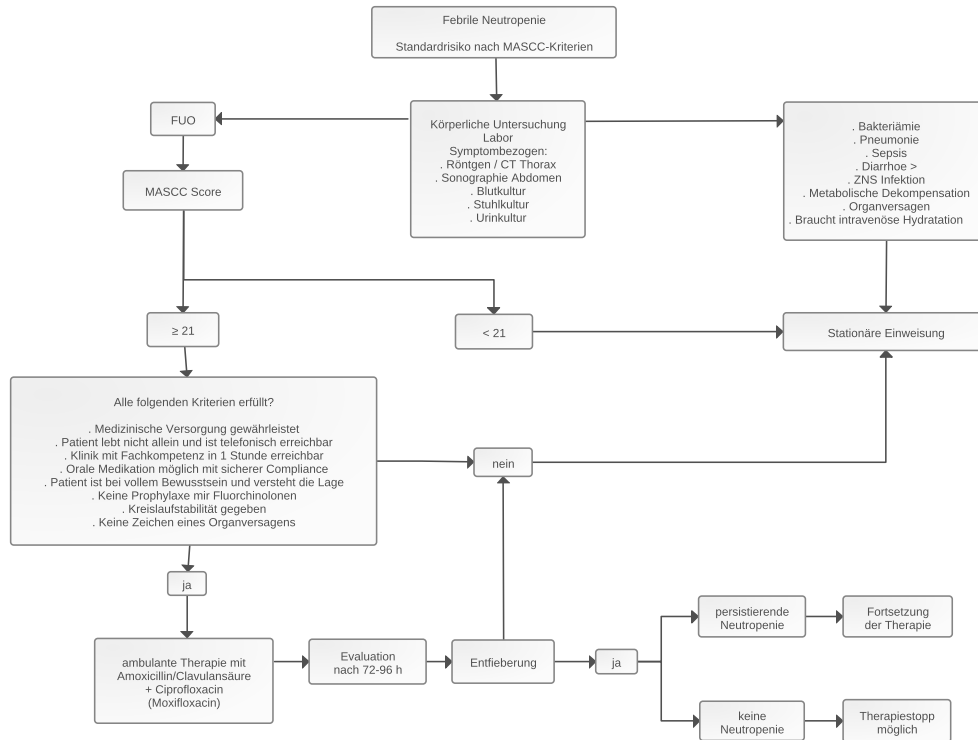 Febrile Neutropenie
Standardrisiko nach MASCC-Kriterien
FUO
MASCC Score
Körperliche Untersuchung
Labor
Symptombezogen:
. Röntgen / CT Thorax
. Sonographie Abdomen
. Blutkultur
. Stuhlkultur
. Urinkultur
. Bakteriämie
. Pneumonie
. Sepsis
. Diarrhoe >
. ZNS Infektion
. Metabolische Dekompensation
. Organversagen
. Braucht intravenöse Hydratation
≥ 21
< 21
Stationäre Einweisung
Alle folgenden Kriterien erfüllt?
. Medizinische Versorgung gewährleistet
. Patient lebt nicht allein und ist telefonisch erreichbar
. Klinik mit Fachkompetenz in 1 Stunde erreichbar
. Orale Medikation möglich mit sicherer Compliance
. Patient ist bei vollem Bewusstsein und versteht die Lage
. Keine Prophylaxe mir Fluorchinolonen
. Kreislaufstabilität gegeben
. Keine Zeichen eines Organversagens
nein
ja
ambulante Therapie mit
Amoxicillin/Clavulansäure
+ Ciprofloxacin
(Moxifloxacin)
Evaluation
nach 72-96 h
Entfieberung
ja
persistierende
Neutropenie
Fortsetzung
der Therapie
keine
Neutropenie
Therapiestopp
möglich